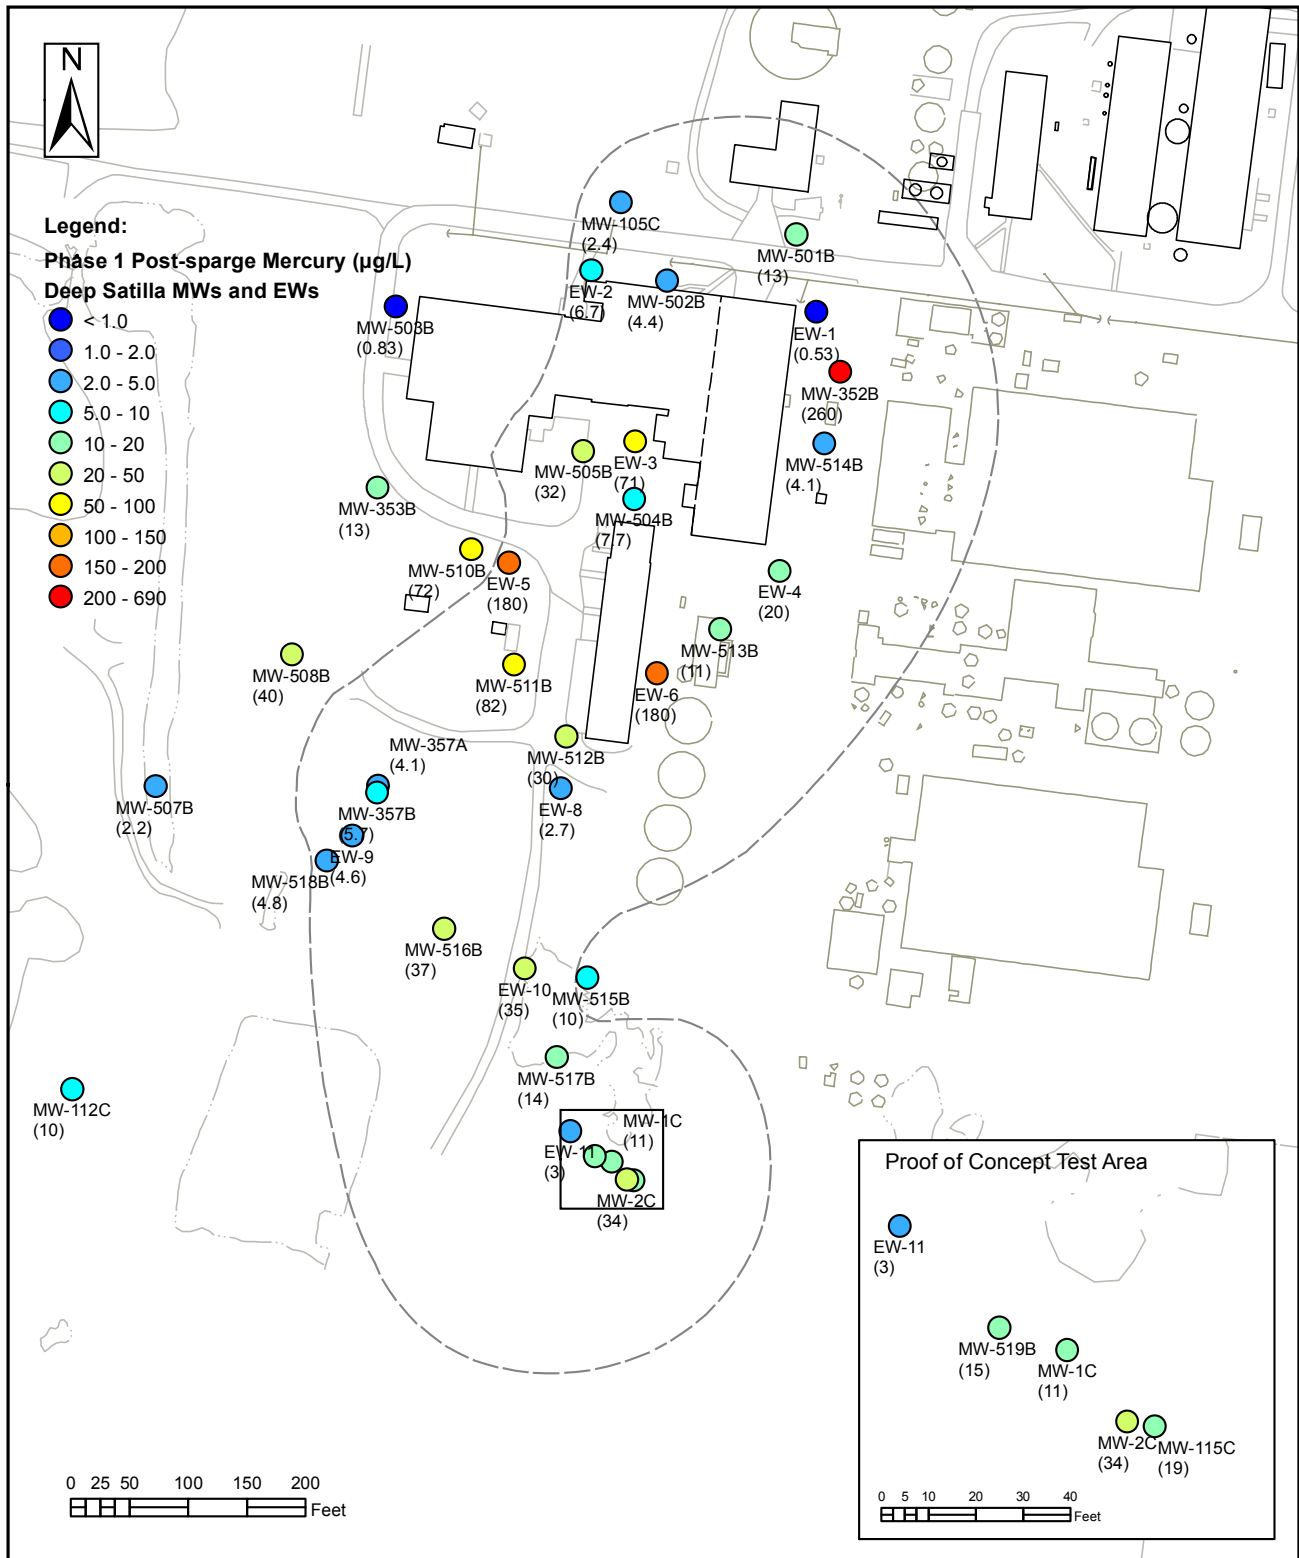 N
Legend:
Phase 1 Post-sparge Mercury (µg/L)
Deep Satilla MWs and EWs
< 1.0
1.0 - 2.0
2.0 - 5.0
5.0 - 10
10 - 20
20 - 50
50 - 100
100 - 150
150 - 200
200 - 690
MW-105C
(2.4)
MW-501B
(13)
EW-2
(6.7)
MW-502B
(4.4)
MW-503B
(0.83)
EW-1
(0.53)
MW-352B
(260)
MW-514B
(4.1)
EW-3
(71)
MW-505B
(32)
MW-504B
(7.7)
MW-353B
(13)
MW-510B
(72)
EW-5
(180)
EW-4
(20)
MW-513B
(11)
MW-508B
(40)
MW-511B
(82)
EW-6
(180)
MW-512B
(30)
MW-357A
(4.1)
EW-8
(2.7)
MW-507B
(2.2)
MW-357B
(5.7)
EW-9
(4.6)
MW-518B
(4.8)
MW-516B
(37)
EW-10
(35)
MW-515B
(10)
MW-517B
(14)
MW-112C
(10)
MW-1C
(11)
EW-11
(3)
MW-2C
(34)
Proof of Concept Test Area
EW-11
(3)
MW-519B
(15)
MW-1C
(11)
MW-2C
(34)
MW-115C
(19)
0 5 10 20 30 40
Feet
0 25 50 100 150 200
Feet